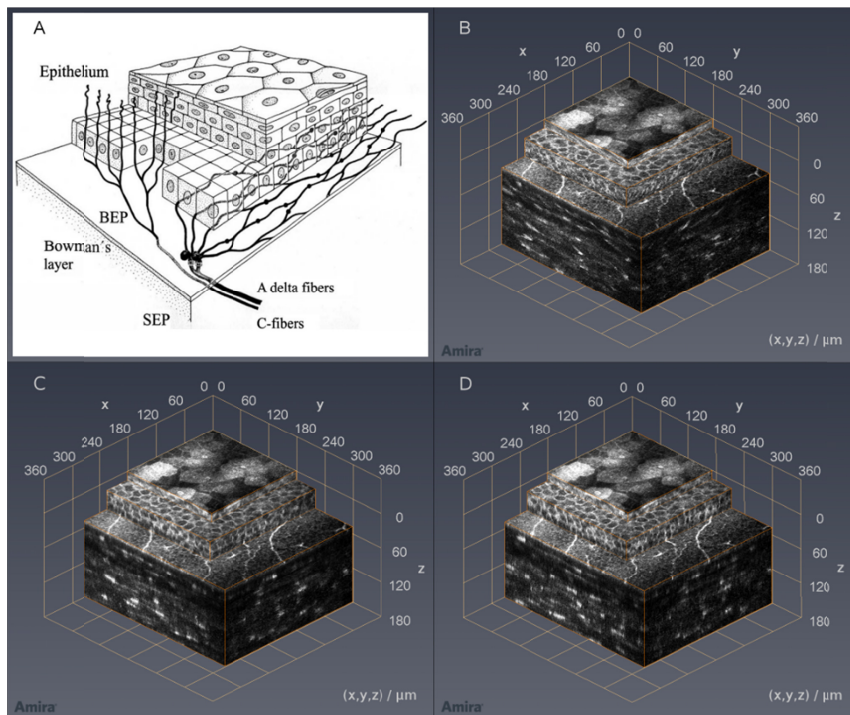 A
Epithelium
BEP
Bowman´s
layer
A delta fibers
SEP
C-fibers
B
0 0
x 60 60 y
120 120
180 180
240 240
300 300
360 360
0
60
z
120
180
(x,y,z) / µm
Amira
C
0 0
x 60 60 y
120 120
180 180
240 240
300 300
360 360
0
60
z
120
180
(x,y,z) / µm
Amira
D
0 0
x 60 60 y
120 120
180 180
240 240
300 300
360 360
0
60
z
120
180
(x,y,z) / µm
Amira